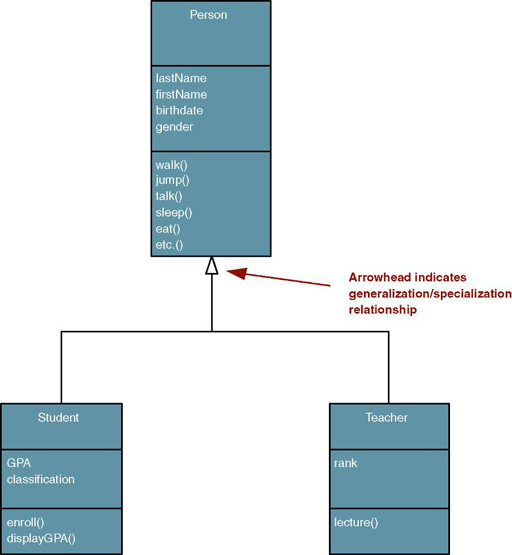 Person
lastName
firstName
birthdate
gender
walk()
jump()
talk()
sleep()
eat()
etc.()
Arrowhead indicates
generalization/specialization
relationship
Student
GPA
classification
enroll()
displayGPA()
Teacher
rank
lecture()